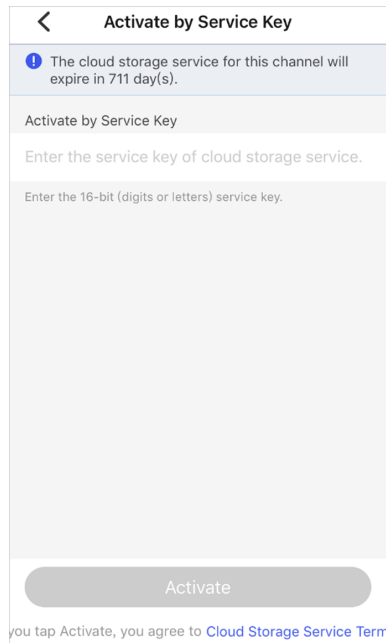 Activate by Service Key
The cloud storage service for this channel will
expire in 711 day(s).
Activate by Service Key
Enter the service key of cloud storage service.
Enter the 16-bit (digits or letters) service key.
Activate
you tap Activate, you agree to Cloud Storage Service Term